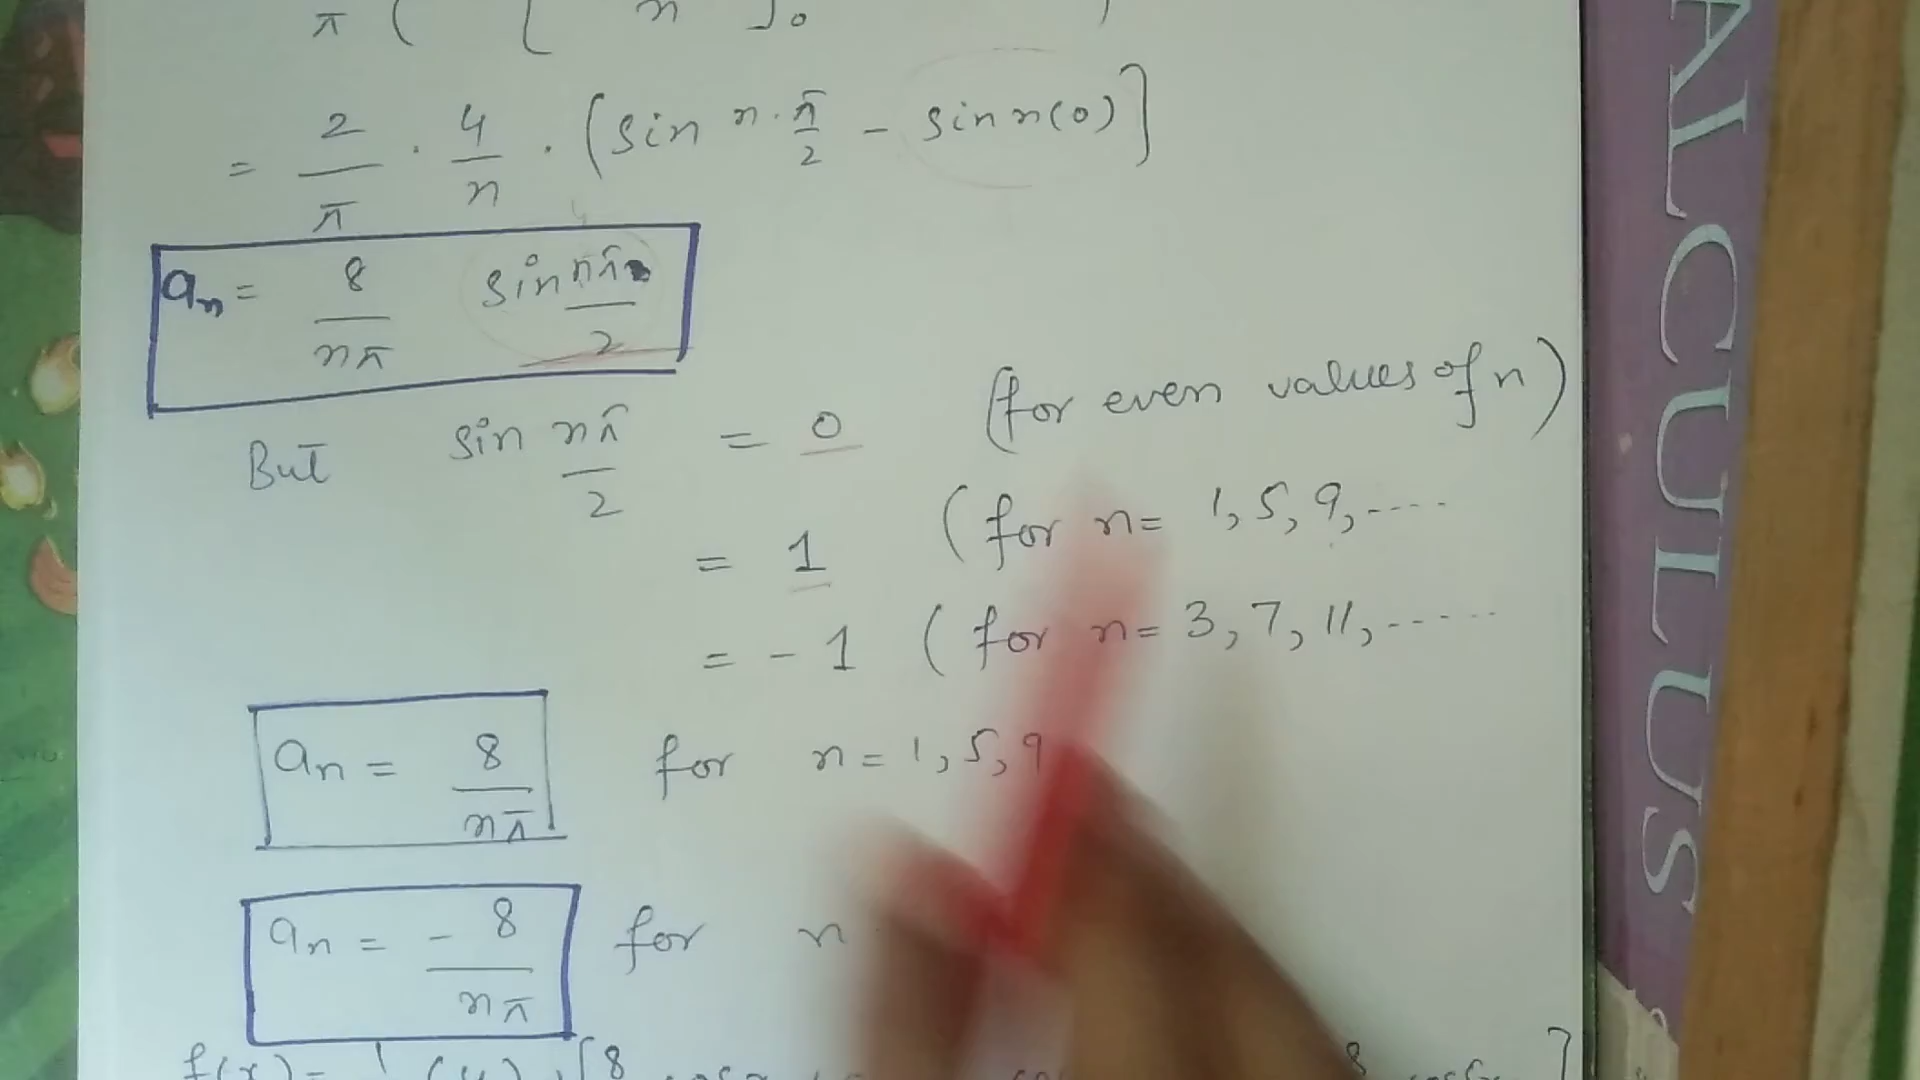 π ( [ n ]₀ )
= 2/π · 4/n · (sin n·π/2 - sin n(0)]
aₙ = 8/nπ sin nπ/2
But sin nπ/2 = 0 (for even values of n)
= 1 (for n= 1, 5, 9, ----
= -1 (for n= 3, 7, 11, -----
aₙ = 8/nπ for n = 1, 5, 9
aₙ = - 8/nπ for n
f(x) =
CALCULUS